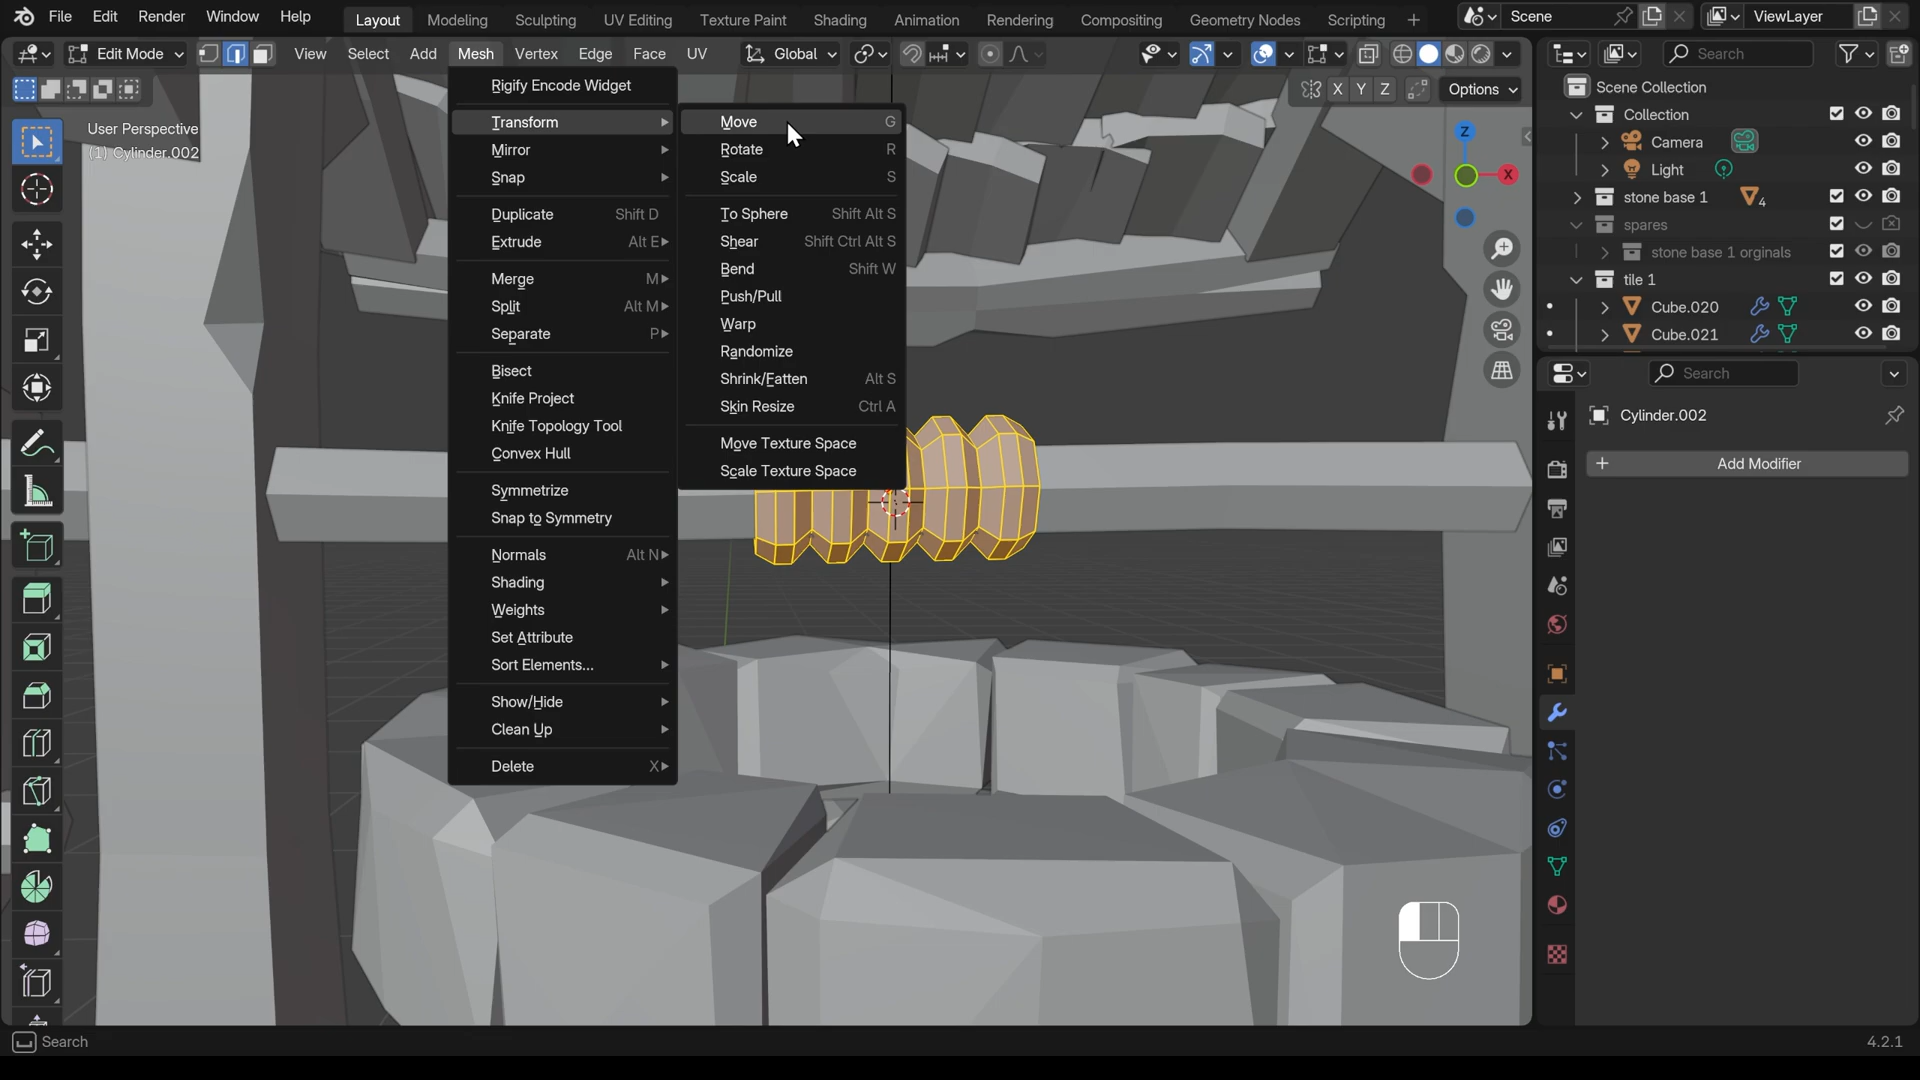 File Edit Render Window Help Layout Modeling Sculpting UV Editing Texture Paint Shading Animation Rendering Compositing Geometry Nodes Scripting + Scene ViewLayer
Edit Mode View Select Add Mesh Vertex Edge Face UV Global Search
X Y Z Options
User Perspective
(1) Cylinder.002
Rigify Encode Widget
Transform
Mirror
Snap
Duplicate Shift D
Extrude Alt E
Merge M
Split Alt M
Separate P
Bisect
Knife Project
Knife Topology Tool
Convex Hull
Symmetrize
Snap to Symmetry
Normals Alt N
Shading
Weights
Set Attribute
Sort Elements...
Show/Hide
Clean Up
Delete X
Move G
Rotate R
Scale S
To Sphere Shift Alt S
Shear Shift Ctrl Alt S
Bend Shift W
Push/Pull
Warp
Randomize
Shrink/Fatten Alt S
Skin Resize Ctrl A
Move Texture Space
Scale Texture Space
Z
X
Scene Collection
Collection
Camera
Light
stone base 1 4
spares
stone base 1 orginals
tile 1
Cube.020
Cube.021
Search
Cylinder.002
+ Add Modifier
Search
4.2.1